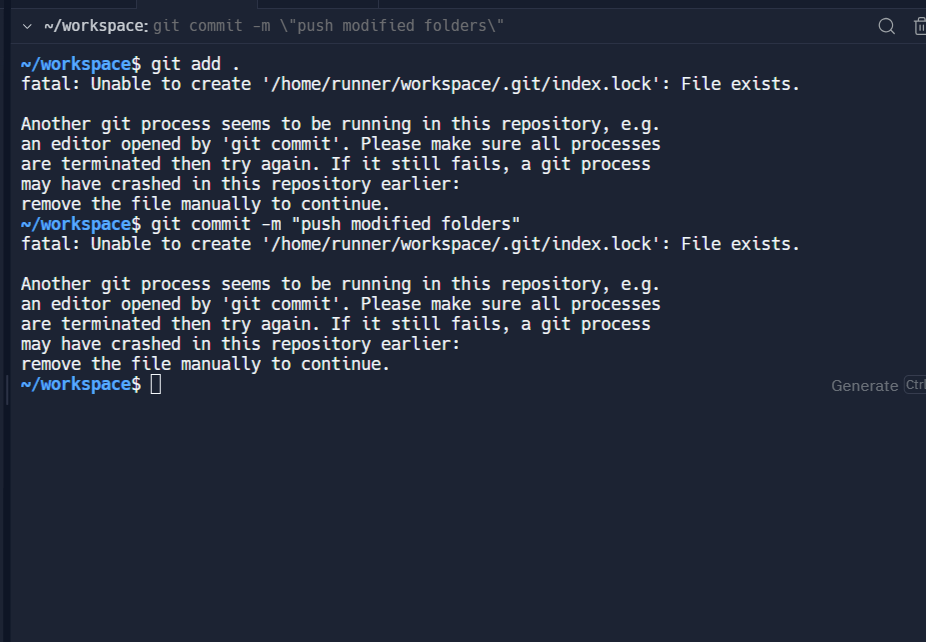 ~/workspace: git commit -m \"push modified folders\"
~/workspace$ git add .
fatal: Unable to create '/home/runner/workspace/.git/index.lock': File exists.
Another git process seems to be running in this repository, e.g.
an editor opened by 'git commit'. Please make sure all processes
are terminated then try again. If it still fails, a git process
may have crashed in this repository earlier:
remove the file manually to continue.
~/workspace$ git commit -m "push modified folders"
fatal: Unable to create '/home/runner/workspace/.git/index.lock': File exists.
Another git process seems to be running in this repository, e.g.
an editor opened by 'git commit'. Please make sure all processes
are terminated then try again. If it still fails, a git process
may have crashed in this repository earlier:
remove the file manually to continue.
~/workspace$
Generate Ctrl